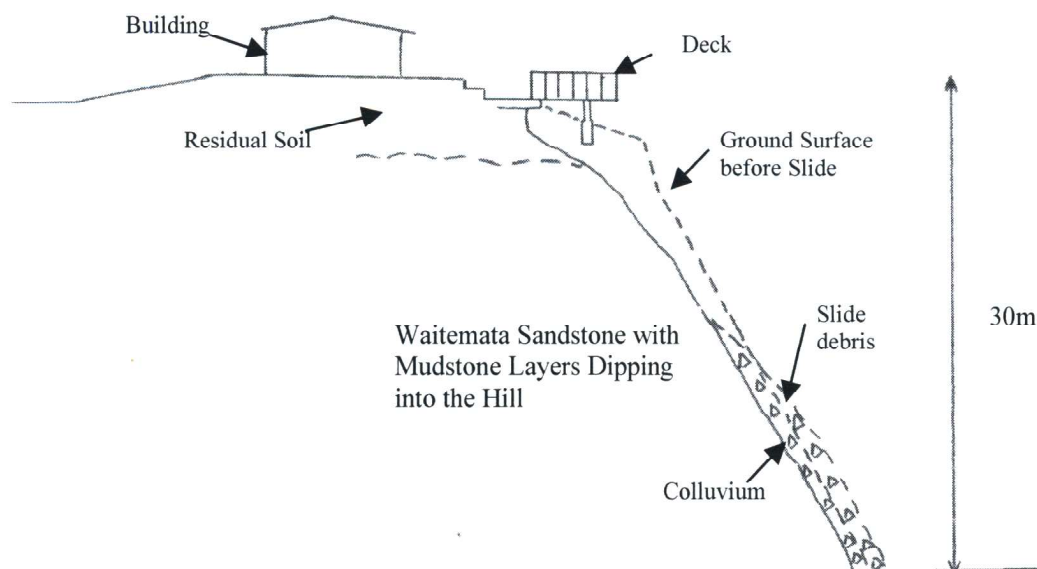 Building
Deck
Residual Soil
Ground Surface
before Slide
Waitemata Sandstone with
Mudstone Layers Dipping
into the Hill
Slide
debris
30m
Colluvium